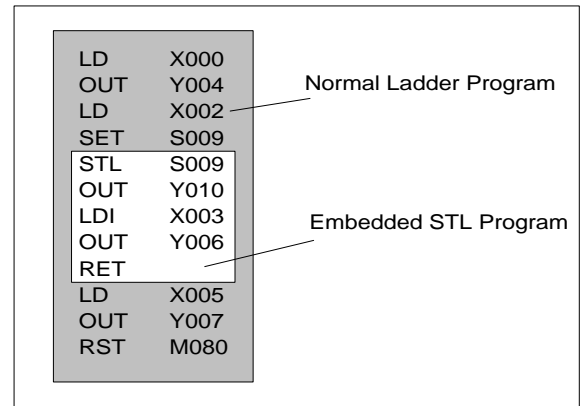 LD X000
OUT Y004
LD X002
SET S009
STL S009
OUT Y010
LDI X003
OUT Y006
RET
LD X005
OUT Y007
RST M080
Normal Ladder Program
Embedded STL Program